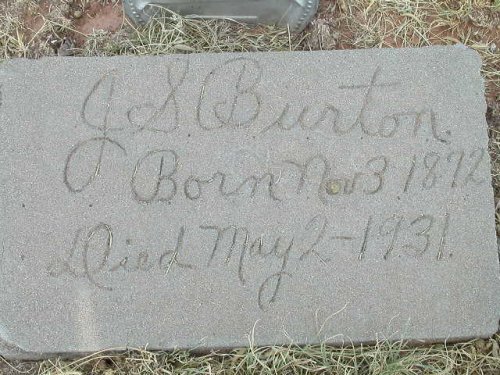 J S Burton.
Born Nov 3. 1872
Died May 2 - 1931.